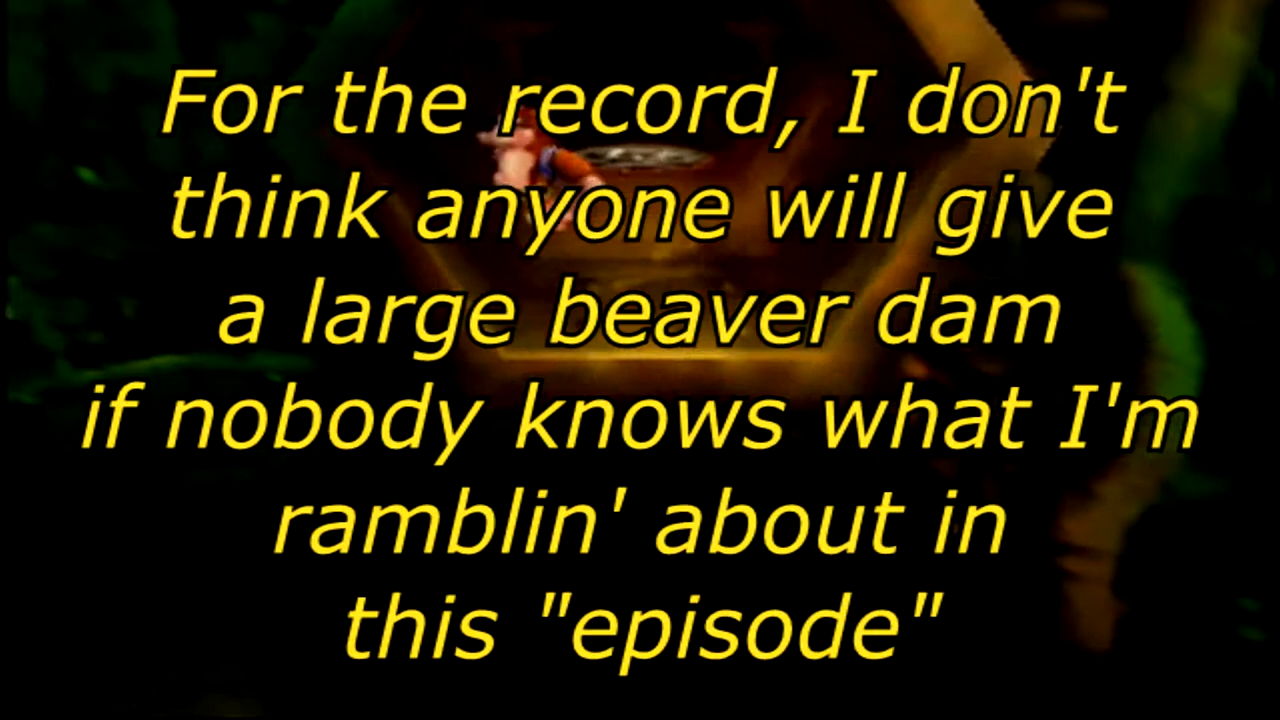 For the record, I don't
think anyone will give
a large beaver dam
if nobody knows what I'm
ramblin' about in
this "episode"